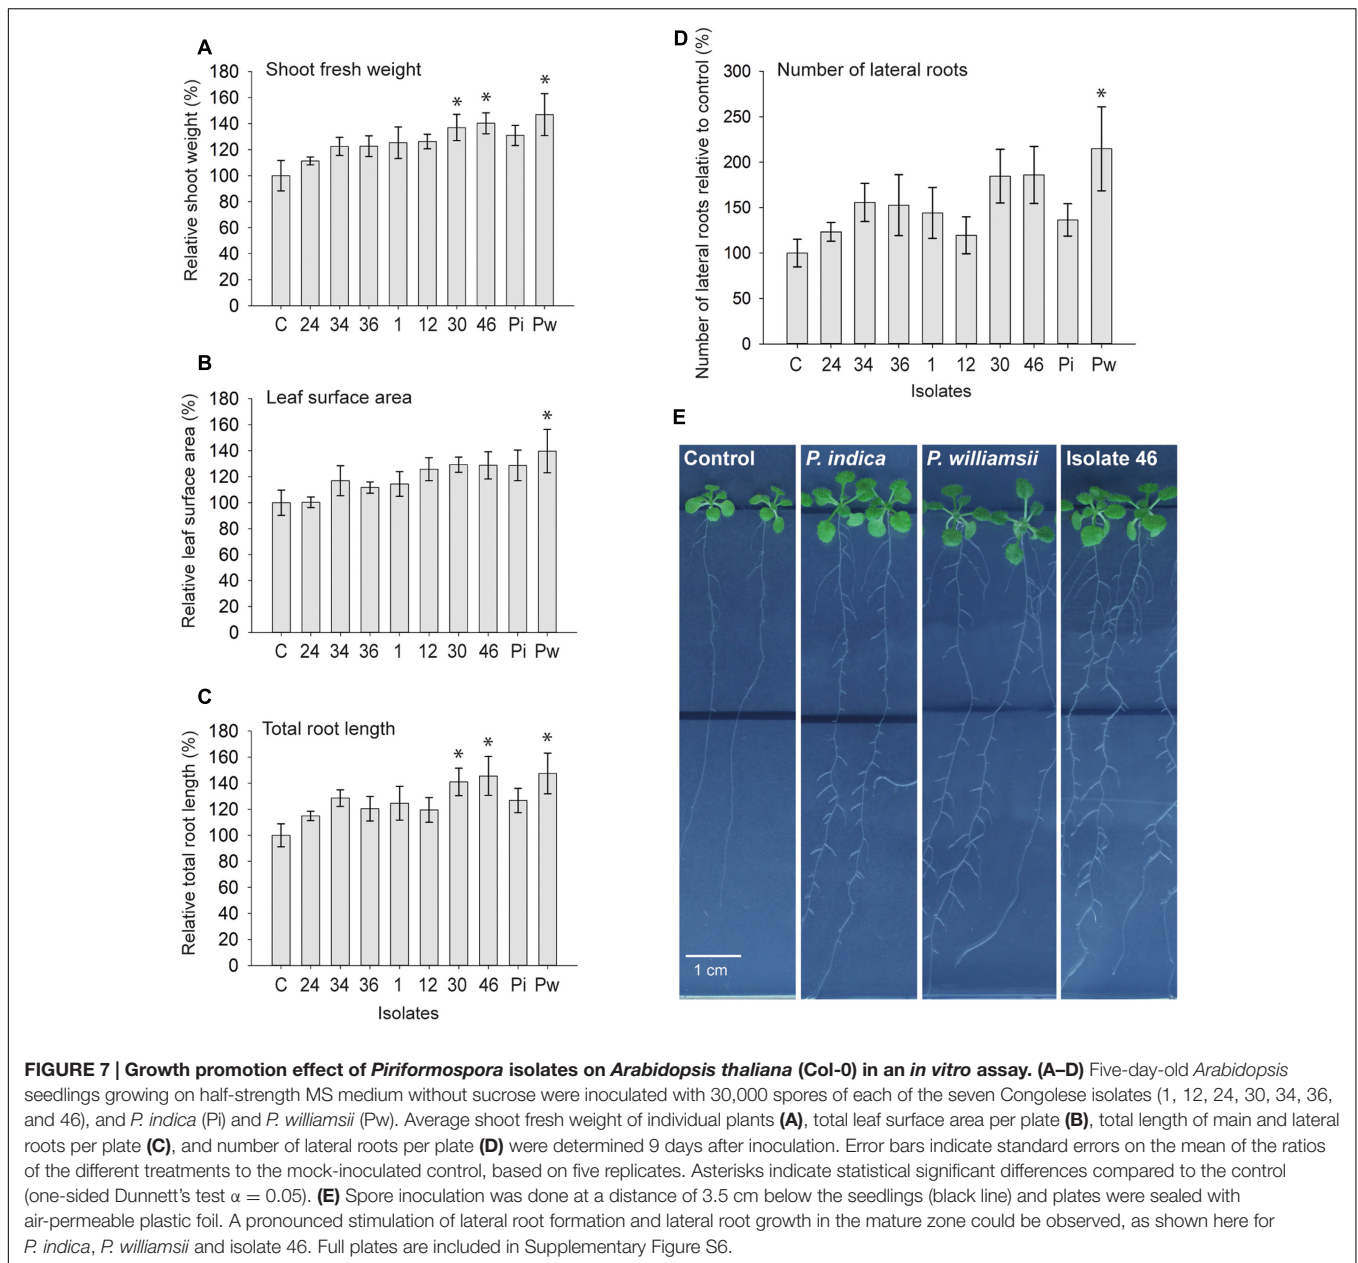 A
Shoot fresh weight
Relative shoot weight (%)
180
160
140
120
100
80
60
40
20
0
* * *
C 24 34 36 1 12 30 46 Pi Pw
B
Leaf surface area
Relative leaf surface area (%)
180
160
140
120
100
80
60
40
20
0
*
C 24 34 36 1 12 30 46 Pi Pw
C
Total root length
Relative total root length (%)
180
160
140
120
100
80
60
40
20
0
* * *
C 24 34 36 1 12 30 46 Pi Pw
Isolates
D
Number of lateral roots
Number of lateral roots relative to control (%)
300
250
200
150
100
50
0
*
C 24 34 36 1 12 30 46 Pi Pw
Isolates
E
Control P. indica P. williamsii Isolate 46
1 cm
FIGURE 7 | Growth promotion effect of Piriformospora isolates on Arabidopsis thaliana (Col-0) in an in vitro assay. (A–D) Five-day-old Arabidopsis
seedlings growing on half-strength MS medium without sucrose were inoculated with 30,000 spores of each of the seven Congolese isolates (1, 12, 24, 30, 34, 36,
and 46), and P. indica (Pi) and P. williamsii (Pw). Average shoot fresh weight of individual plants (A), total leaf surface area per plate (B), total length of main and lateral
roots per plate (C), and number of lateral roots per plate (D) were determined 9 days after inoculation. Error bars indicate standard errors on the mean of the ratios
of the different treatments to the mock-inoculated control, based on five replicates. Asterisks indicate statistical significant differences compared to the control
(one-sided Dunnett's test α = 0.05). (E) Spore inoculation was done at a distance of 3.5 cm below the seedlings (black line) and plates were sealed with
air-permeable plastic foil. A pronounced stimulation of lateral root formation and lateral root growth in the mature zone could be observed, as shown here for
P. indica, P. williamsii and isolate 46. Full plates are included in Supplementary Figure S6.